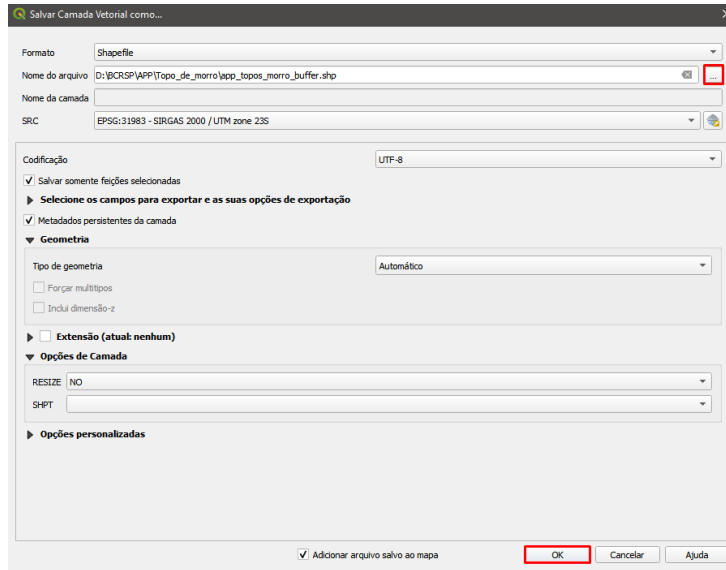 Salvar Camada Vetorial como...
Formato Shapefile
Nome do arquivo D:\BCRSP\APP\Topo_de_morro\app_topos_morro_buffer.shp ...
Nome da camada
SRC EPSG:31983 - SIRGAS 2000 / UTM zone 23S
Codificação UTF-8
Salvar somente feições selecionadas
Selecione os campos para exportar e as suas opções de exportação
Metadados persistentes da camada
Geometria
Tipo de geometria Automático
Forçar multitipos
Inclui dimensão-z
Extensão (atual: nenhum)
Opções de Camada
RESIZE NO
SHPT
Opções personalizadas
Adicionar arquivo salvo ao mapa OK Cancelar Ajuda